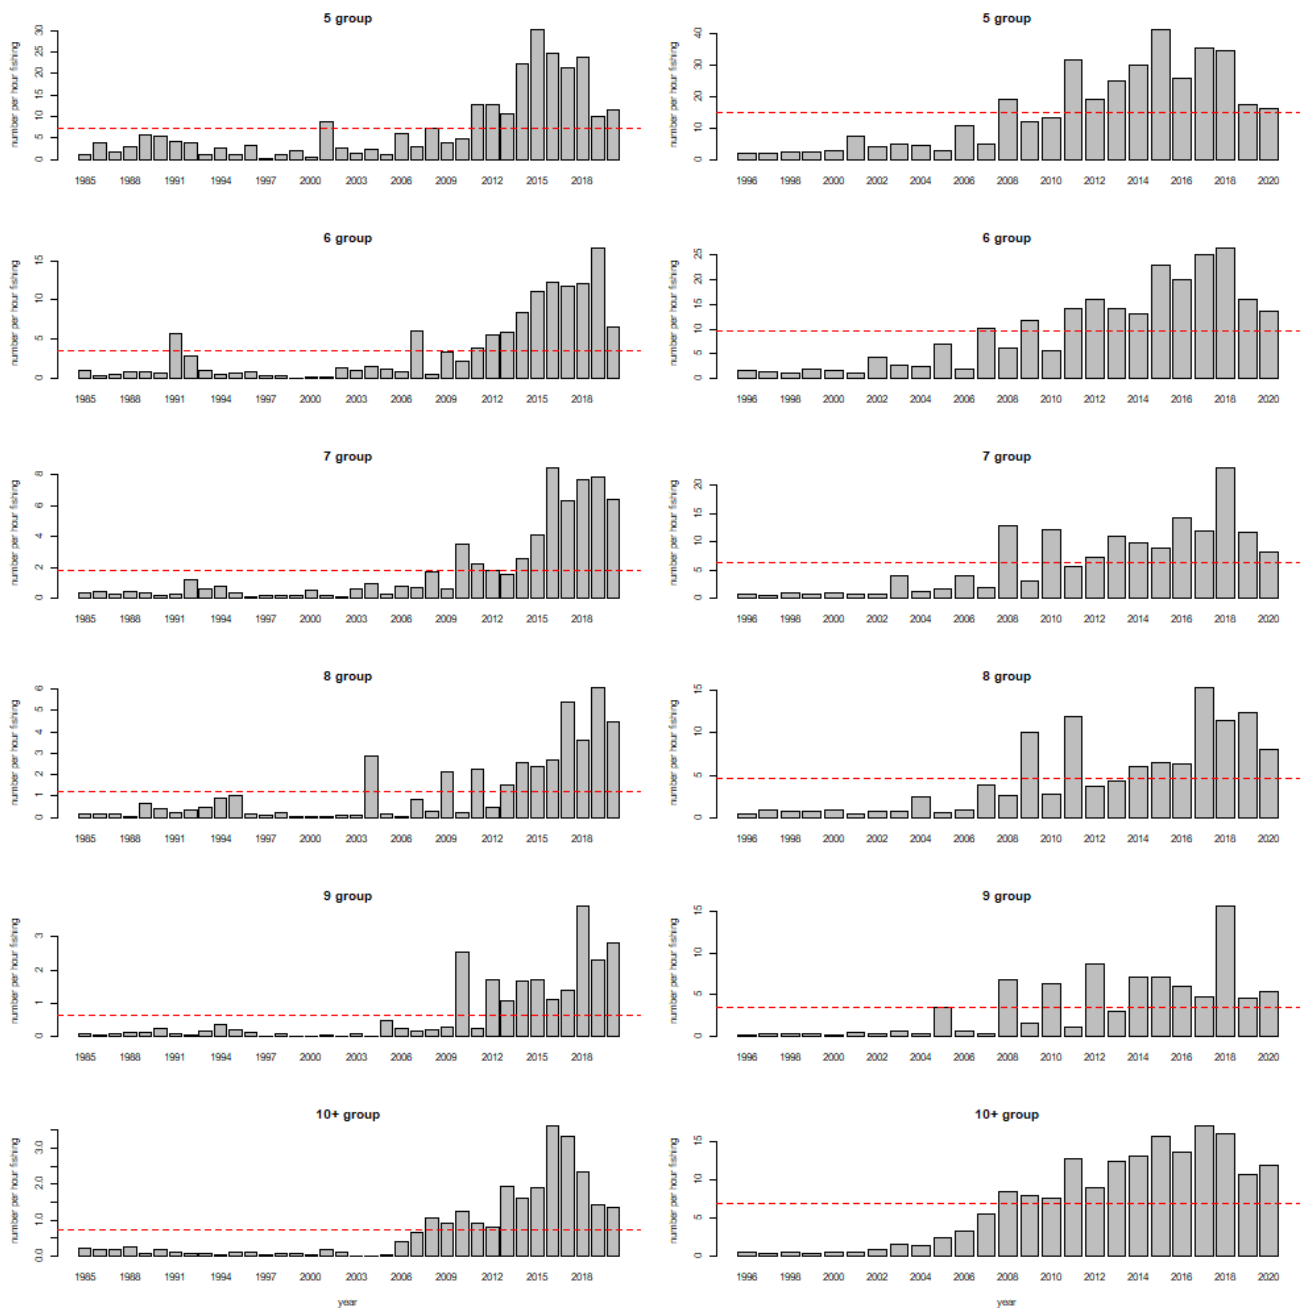 5 group
number per hour fishing
0 5 10 15 20 25 30
1985 1988 1991 1994 1997 2000 2003 2006 2009 2012 2015 2018
5 group
number per hour fishing
0 10 20 30 40
1996 1998 2000 2002 2004 2006 2008 2010 2012 2014 2016 2018 2020
6 group
number per hour fishing
0 5 10 15
1985 1988 1991 1994 1997 2000 2003 2006 2009 2012 2015 2018
6 group
number per hour fishing
0 5 10 15 20 25
1996 1998 2000 2002 2004 2006 2008 2010 2012 2014 2016 2018 2020
7 group
number per hour fishing
0 2 4 6 8
1985 1988 1991 1994 1997 2000 2003 2006 2009 2012 2015 2018
7 group
number per hour fishing
0 5 10 15 20
1996 1998 2000 2002 2004 2006 2008 2010 2012 2014 2016 2018 2020
8 group
number per hour fishing
0 1 2 3 4 5 6
1985 1988 1991 1994 1997 2000 2003 2006 2009 2012 2015 2018
8 group
number per hour fishing
0 5 10 15
1996 1998 2000 2002 2004 2006 2008 2010 2012 2014 2016 2018 2020
9 group
number per hour fishing
0 1 2 3
1985 1988 1991 1994 1997 2000 2003 2006 2009 2012 2015 2018
9 group
number per hour fishing
0 5 10 15
1996 1998 2000 2002 2004 2006 2008 2010 2012 2014 2016 2018 2020
10+ group
number per hour fishing
0.0 1.0 2.0 3.0
1985 1988 1991 1994 1997 2000 2003 2006 2009 2012 2015 2018
year
10+ group
number per hour fishing
0 5 10 15
1996 1998 2000 2002 2004 2006 2008 2010 2012 2014 2016 2018 2020
year